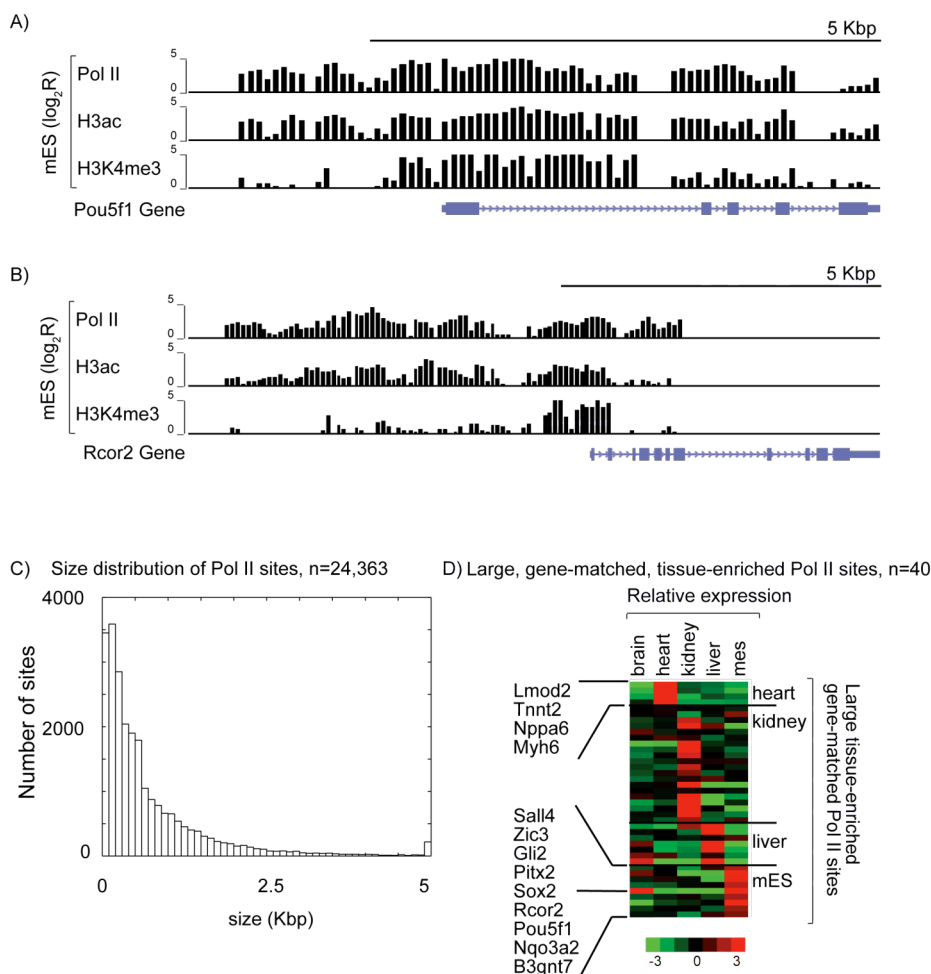 A)
5 Kbp
mES (log2R)
Pol II
5
0
H3ac
5
0
H3K4me3
5
0
Pou5f1 Gene
B)
5 Kbp
mES (log2R)
Pol II
5
0
H3ac
5
0
H3K4me3
5
0
Rcor2 Gene
C) Size distribution of Pol II sites, n=24,363
4000
2000
0
Number of sites
0 2.5 5
size (Kbp)
D) Large, gene-matched, tissue-enriched Pol II sites, n=40
Relative expression
brain
heart
kidney
liver
mes
Lmod2
Tnnt2
Nppa6
Myh6
Sall4
Zic3
Gli2
Pitx2
Sox2
Rcor2
Pou5f1
Nqo3a2
B3gnt7
heart
kidney
liver
mES
Large tissue-enriched
gene-matched Pol II sites
-3 0 3